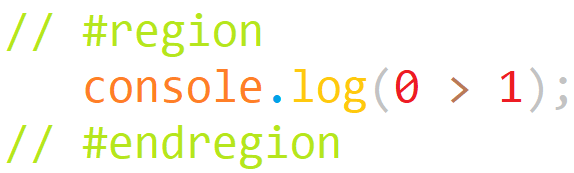 // #region
console.log(0 > 1);
// #endregion